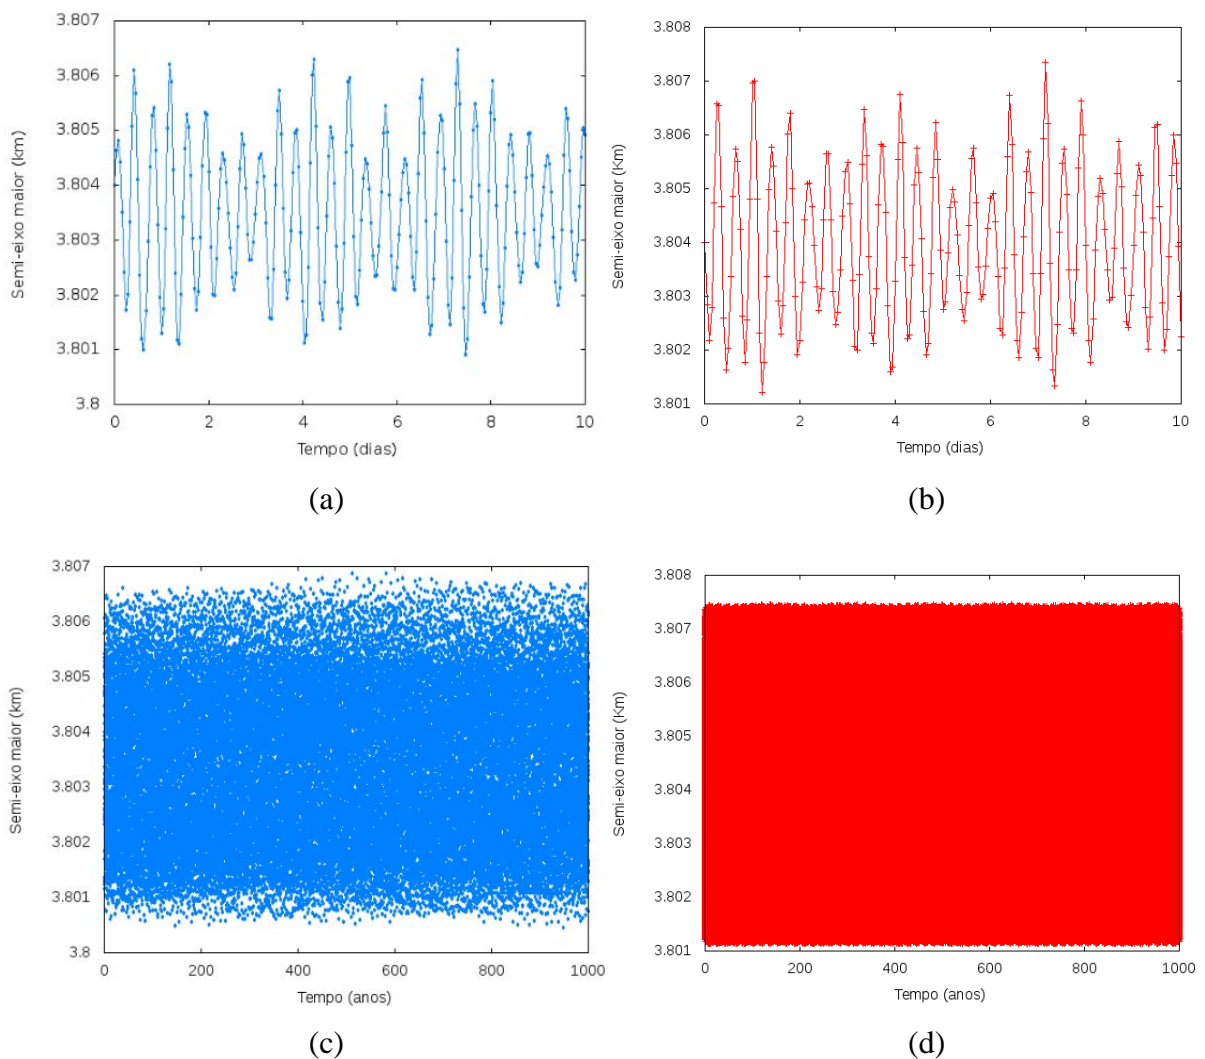 3.807
3.806
3.805
3.804
3.803
3.802
3.801
3.8
0 2 4 6 8 10
Semi-eixo maior (km)
Tempo (dias)
(a)
3.808
3.807
3.806
3.805
3.804
3.803
3.802
3.801
0 2 4 6 8 10
Semi-eixo maior (Km)
Tempo (dias)
(b)
3.807
3.806
3.805
3.804
3.803
3.802
3.801
3.8
0 200 400 600 800 1000
Semi-eixo maior (km)
Tempo (anos)
(c)
3.808
3.807
3.806
3.805
3.804
3.803
3.802
3.801
0 200 400 600 800 1000
Semi-eixo maior (Km)
Tempo (anos)
(d)